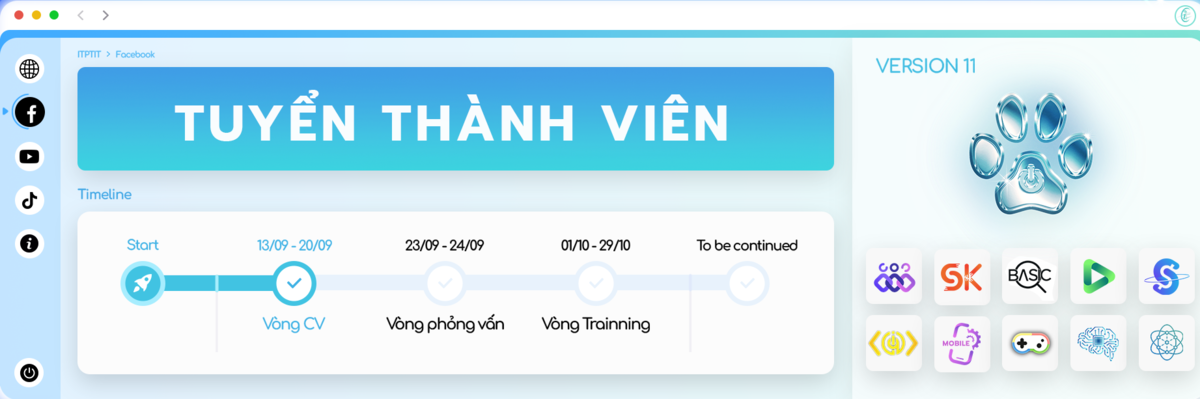 ITPTIT > Facebook
TUYỂN THÀNH VIÊN
Timeline
Start
13/09 - 20/09
23/09 - 24/09
01/10 - 29/10
To be continued
Vòng CV
Vòng phỏng vấn
Vòng Trainning
VERSION 11
SK
BASIC
S
MOBILE